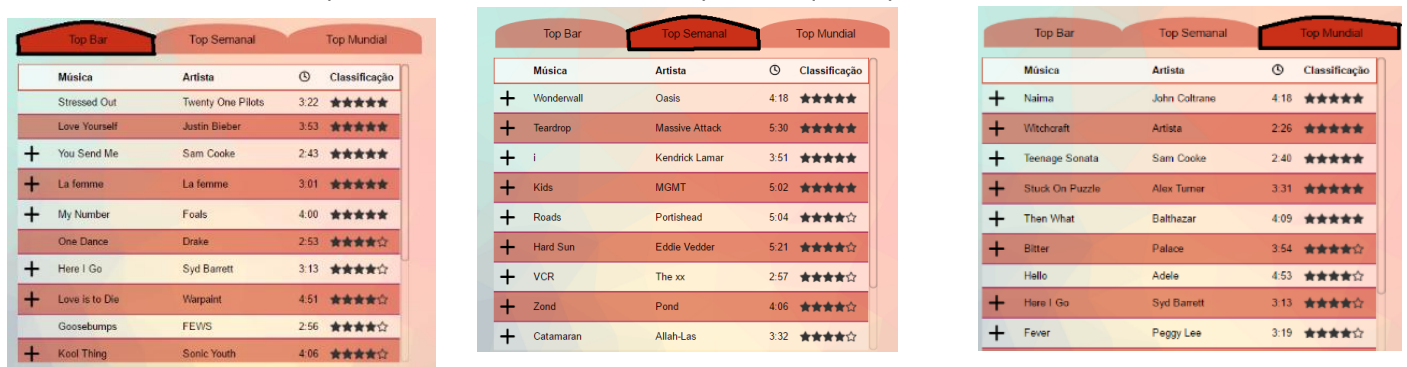 Top Bar Top Semanal Top Mundial
Música Artista Classificação
Stressed Out Twenty One Pilots 3:22
Love Yourself Justin Bieber 3:53
+ You Send Me Sam Cooke 2:43
+ La femme La femme 3:01
+ My Number Foals 4:00
One Dance Drake 2:53
+ Here I Go Syd Barrett 3:13
+ Love is to Die Warpaint 4:51
Goosebumps FEWS 2:56
+ Kool Thing Sonic Youth 4:06
Top Bar Top Semanal Top Mundial
Música Artista Classificação
+ Wonderwall Oasis 4:18
+ Teardrop Massive Attack 5:30
+ i Kendrick Lamar 3:51
+ Kids MGMT 5:02
+ Roads Portishead 5:04
+ Hard Sun Eddie Vedder 5:21
+ VCR The xx 2:57
+ Zond Pond 4:06
+ Catamaran Allah-Las 3:32
Top Bar Top Semanal Top Mundial
Música Artista Classificação
+ Naima John Coltrane 4:18
+ Witchcraft Artista 2:26
+ Teenage Sonata Sam Cooke 2:40
+ Stuck On Puzzle Alex Turner 3:31
+ Then What Balthazar 4:09
+ Bitter Palace 3:54
Hello Adele 4:53
+ Here I Go Syd Barrett 3:13
+ Fever Peggy Lee 3:19